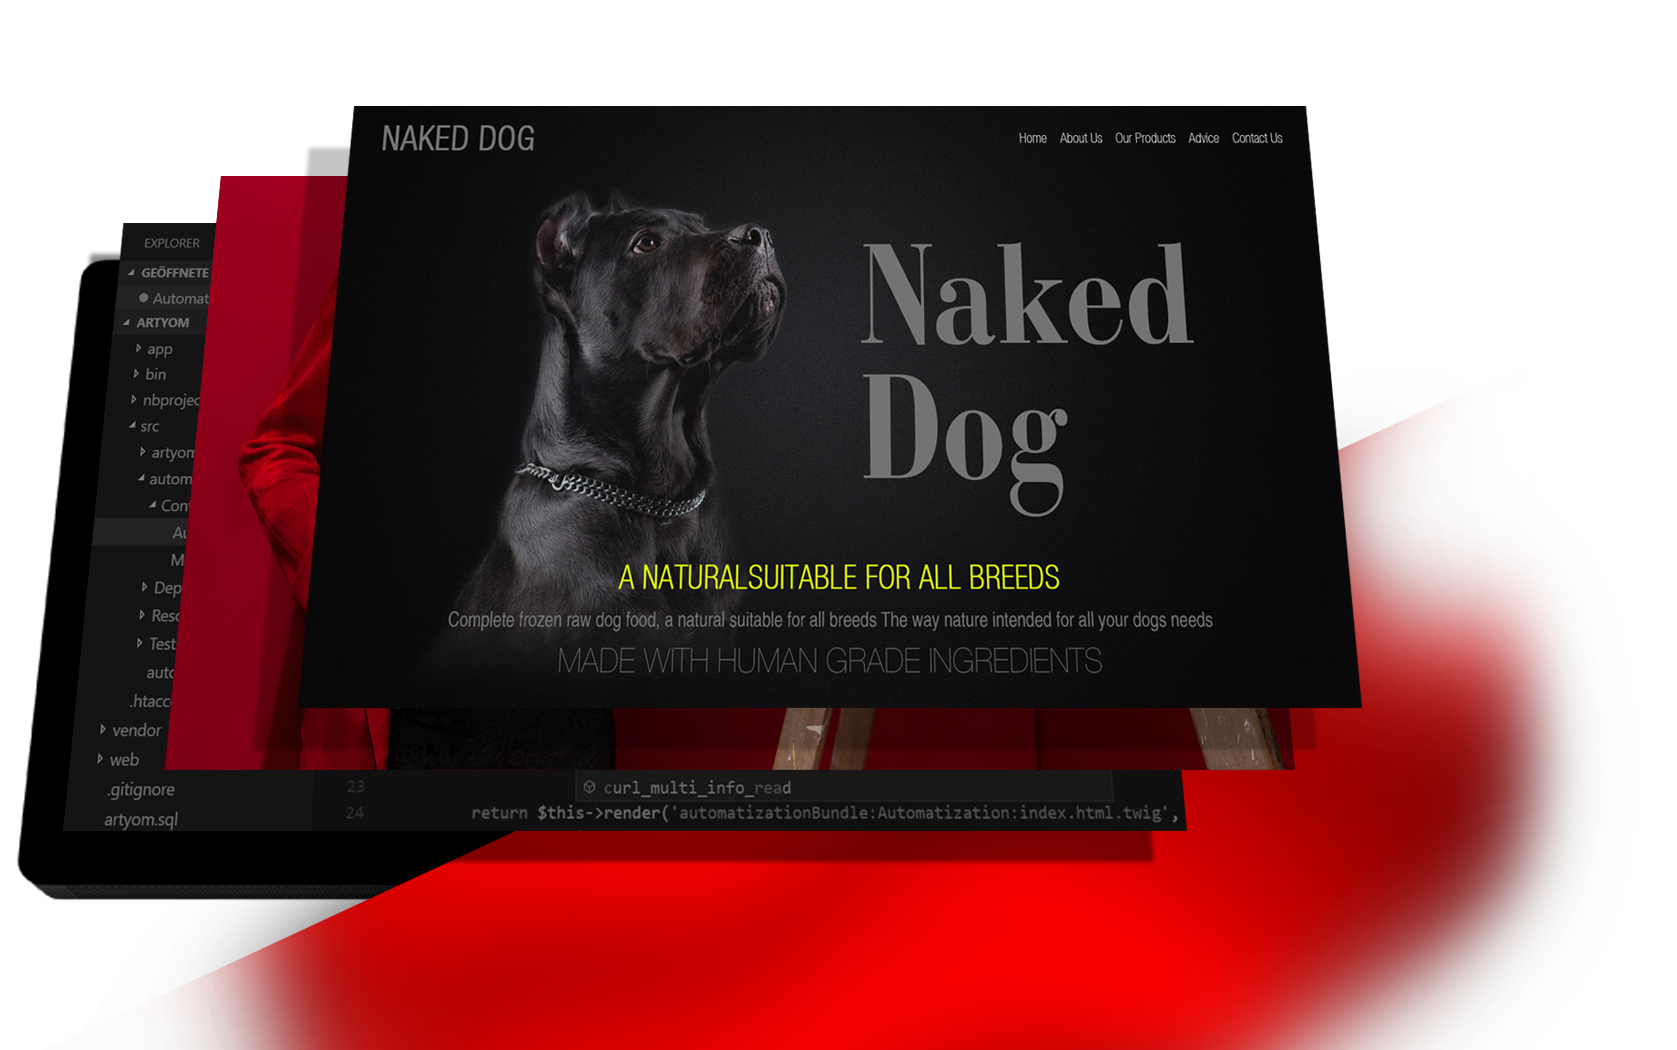 NAKED DOG
Home About Us Our Products Advice Contact Us
Naked
Dog
A NATURALSUITABLE FOR ALL BREEDS
Complete frozen raw dog food, a natural suitable for all breeds The way nature intended for all your dogs needs
MADE WITH HUMAN GRADE INGREDIENTS
EXPLORER
GEÖFFNETE
Automat
ARTYOM
app
bin
nbprojec
src
artyom
autom
Con
Au
M
Dep
Reso
Test
auto
.htacc
vendor
web
.gitignore
artyom.sql
23
curl_multi_info_read
24 return $this->render('automatizationBundle:Automatization:index.html.twig',